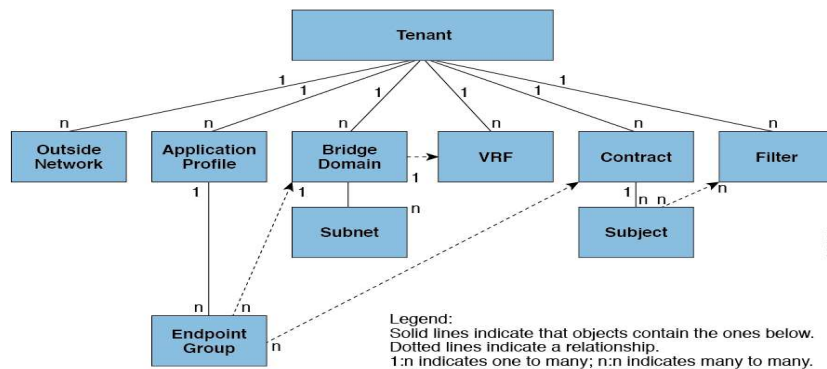 Tenant
1
1
1
1
1
1
n
n
n
n
n
n
Outside
Network
Application
Profile
Bridge
Domain
VRF
Contract
Filter
1
1
1
1
n
n
n
Subnet
n
Subject
n
n
Endpoint
Group
n
Legend:
Solid lines indicate that objects contain the ones below.
Dotted lines indicate a relationship.
1:n indicates one to many; n:n indicates many to many.